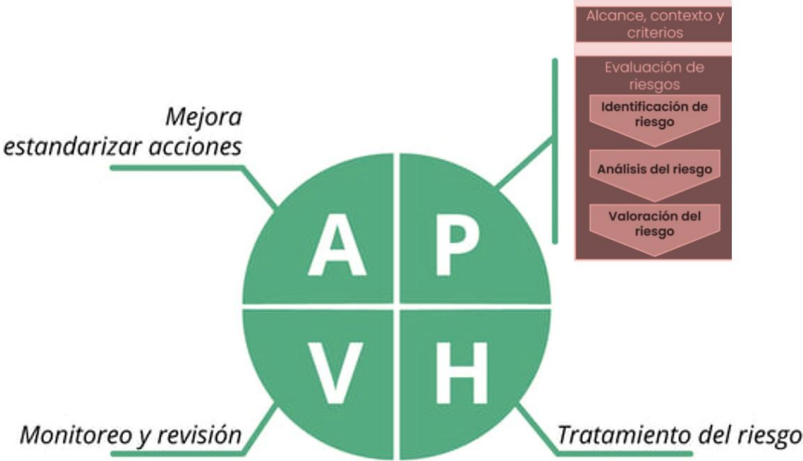 Alcance, contexto y
criterios
Evaluación de
riesgos
Identificación de
riesgo
Análisis del riesgo
Valoración del
riesgo
Mejora
estandarizar acciones
A P
V H
Monitoreo y revisión
Tratamiento del riesgo